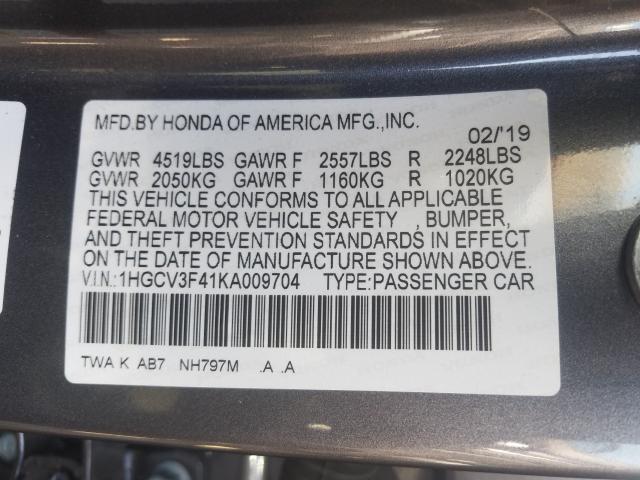 MFD.BY HONDA OF AMERICA MFG.,INC. 02/'19
GVWR 4519LBS GAWR F 2557LBS R 2248LBS
GVWR 2050KG GAWR F 1160KG R 1020KG
THIS VEHICLE CONFORMS TO ALL APPLICABLE
FEDERAL MOTOR VEHICLE SAFETY , BUMPER,
AND THEFT PREVENTION STANDARDS IN EFFECT
ON THE DATE OF MANUFACTURE SHOWN ABOVE.
V.I.N.:1HGCV3F41KA009704 TYPE:PASSENGER CAR
TWA K AB7 NH797M .A .A